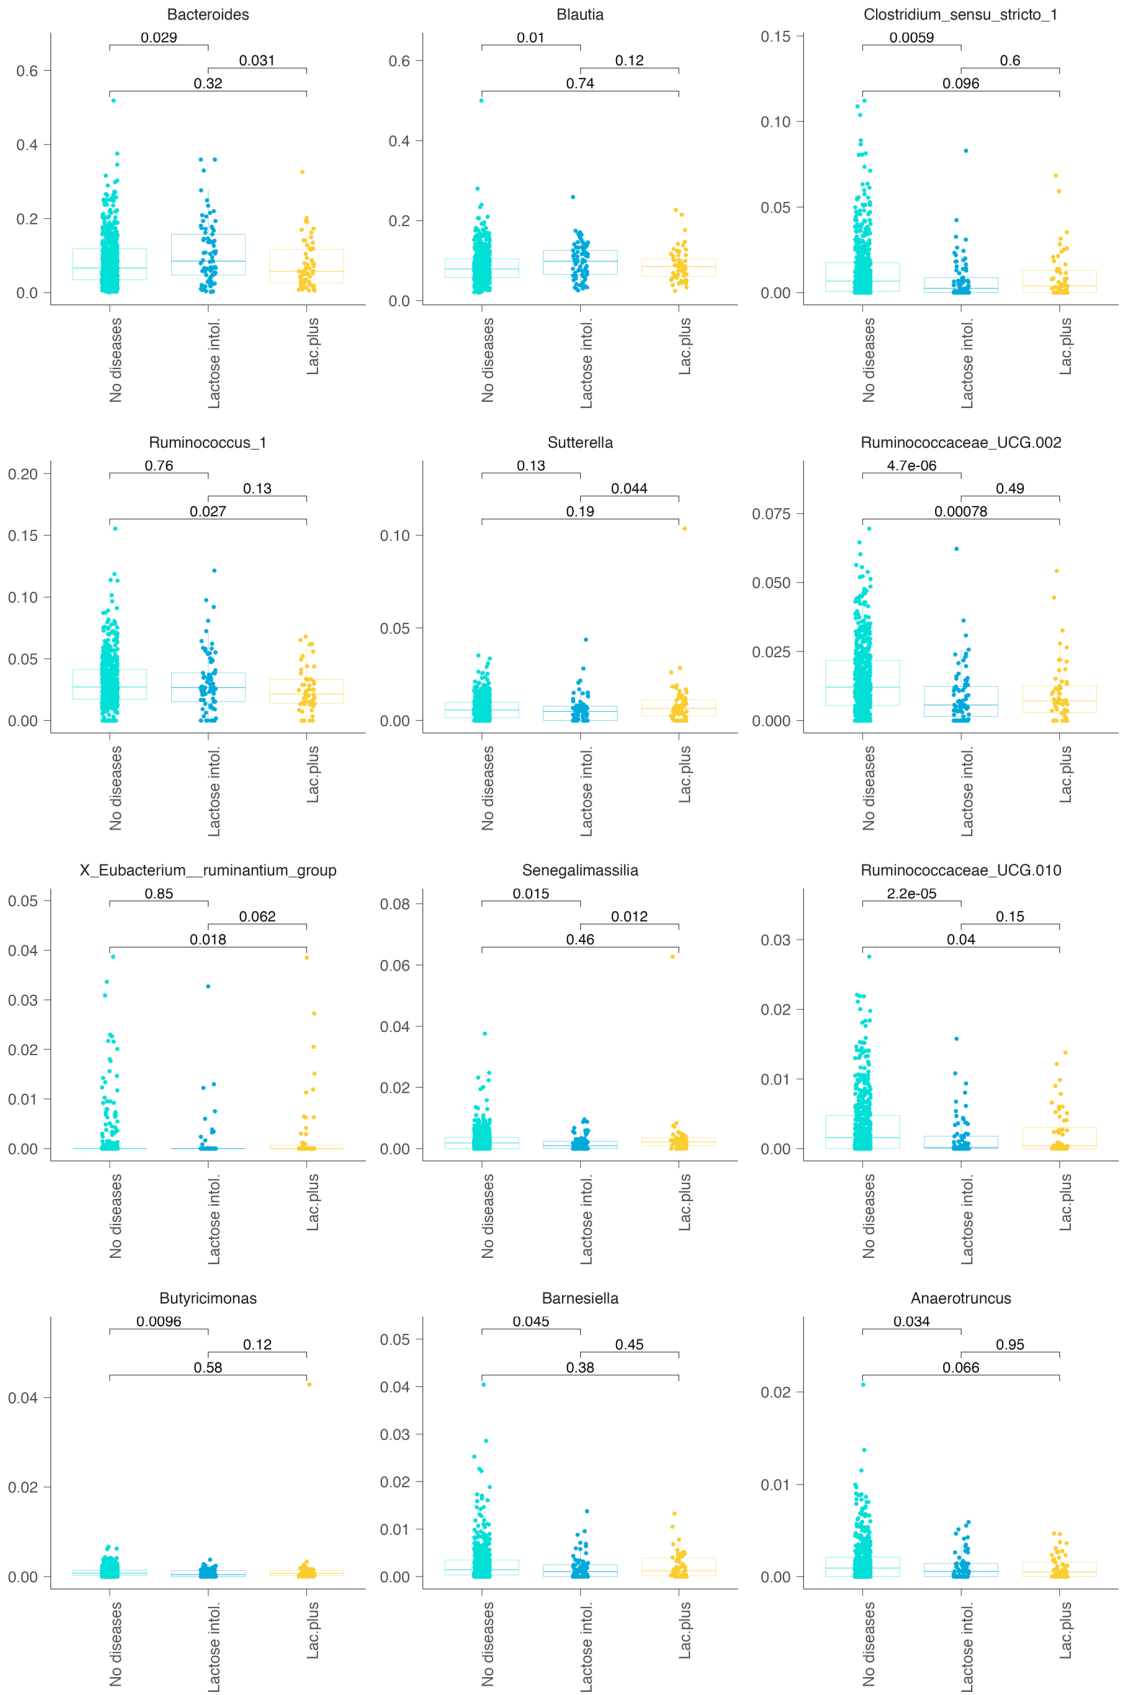 Bacteroides
0.029
0.031
0.32
0.6
0.4
0.2
0.0
No diseases
Lactose intol.
Lac.plus
Blautia
0.01
0.12
0.74
0.6
0.4
0.2
0.0
No diseases
Lactose intol.
Lac.plus
Clostridium_sensu_stricto_1
0.0059
0.6
0.096
0.15
0.10
0.05
0.00
No diseases
Lactose intol.
Lac.plus
Ruminococcus_1
0.76
0.13
0.027
0.20
0.15
0.10
0.05
0.00
No diseases
Lactose intol.
Lac.plus
Sutterella
0.13
0.044
0.19
0.10
0.05
0.00
No diseases
Lactose intol.
Lac.plus
Ruminococcaceae_UCG.002
4.7e-06
0.49
0.00078
0.075
0.050
0.025
0.000
No diseases
Lactose intol.
Lac.plus
X_Eubacterium__ruminantium_group
0.85
0.062
0.018
0.05
0.04
0.03
0.02
0.01
0.00
No diseases
Lactose intol.
Lac.plus
Senegalimassilia
0.015
0.012
0.46
0.08
0.06
0.04
0.02
0.00
No diseases
Lactose intol.
Lac.plus
Ruminococcaceae_UCG.010
2.2e-05
0.15
0.04
0.03
0.02
0.01
0.00
No diseases
Lactose intol.
Lac.plus
Butyricimonas
0.0096
0.12
0.58
0.04
0.02
0.00
No diseases
Lactose intol.
Lac.plus
Barnesiella
0.045
0.45
0.38
0.05
0.04
0.03
0.02
0.01
0.00
No diseases
Lactose intol.
Lac.plus
Anaerotruncus
0.034
0.95
0.066
0.02
0.01
0.00
No diseases
Lactose intol.
Lac.plus